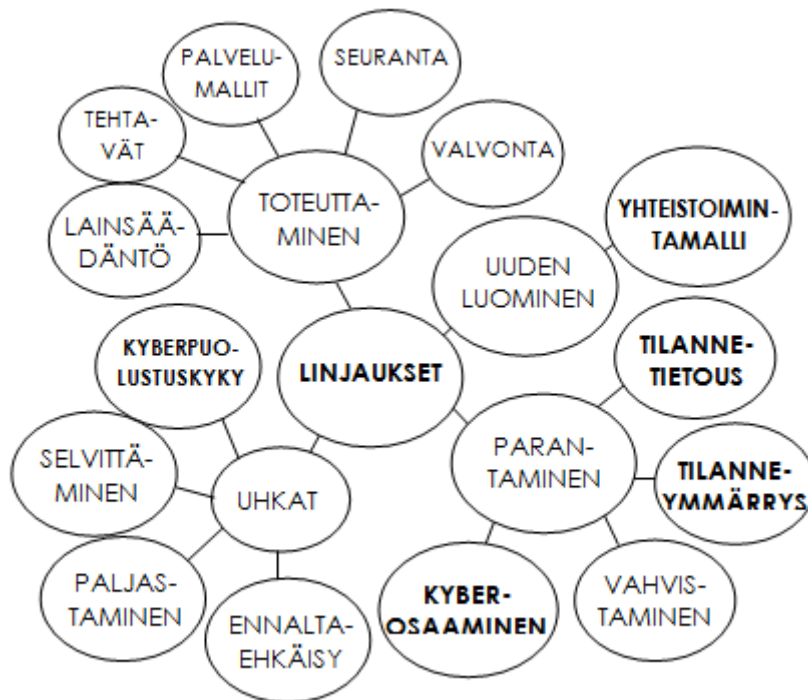 PALVELU-
MALLIT
SEURANTA
TEHTA-
VÄT
VALVONTA
TOTEUTTA-
MINEN
LAINSÄÄ-
DÄNTÖ
YHTEISTOIMIN-
TAMALLI
UUDEN
LUOMINEN
KYBERPUO-
LUSTUSKYKY
LINJAUKSET
TILANNE-
TIETOUS
PARAN-
TAMINEN
SELVITTÄ-
MINEN
UHKAT
TILANNE-
YMMÄRRYS
PALJAS-
TAMINEN
ENNALTA-
EHKÄISY
KYBER-
OSAAMINEN
VAHVIS-
TAMINEN